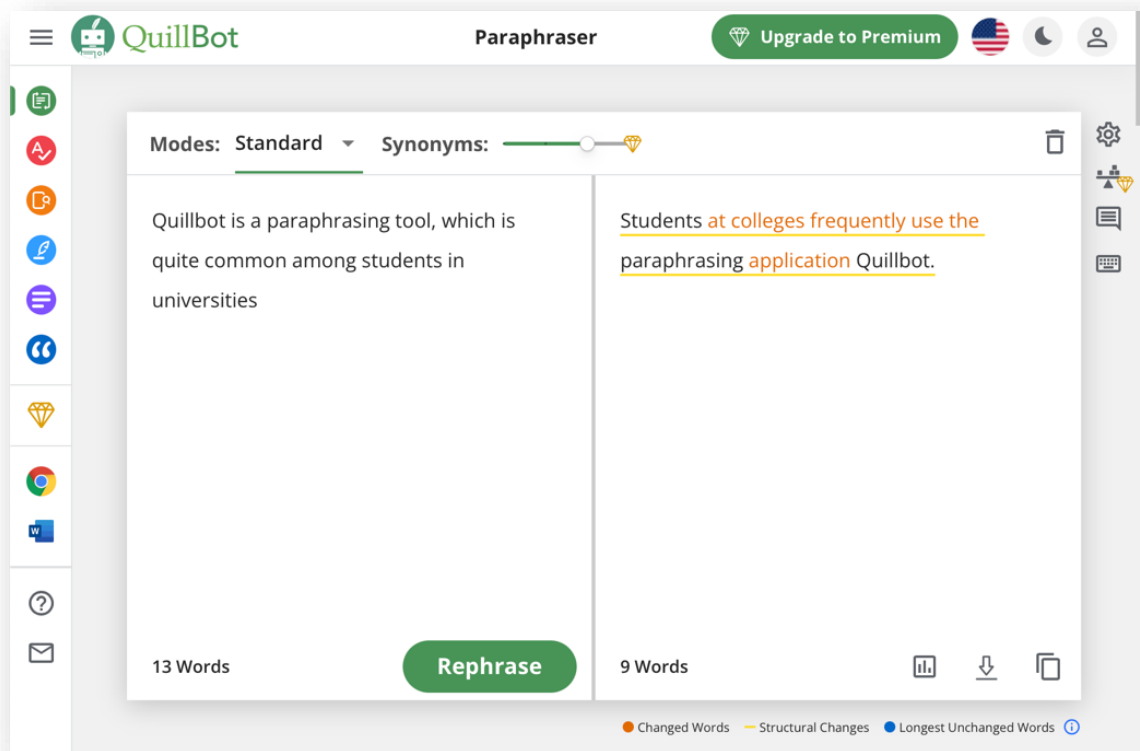 QuillBot
Paraphraser
Upgrade to Premium
Modes: Standard
Synonyms:
Quillbot is a paraphrasing tool, which is
quite common among students in
universities
13 Words
Rephrase
Students at colleges frequently use the
paraphrasing application Quillbot.
9 Words
Changed Words
Structural Changes
Longest Unchanged Words